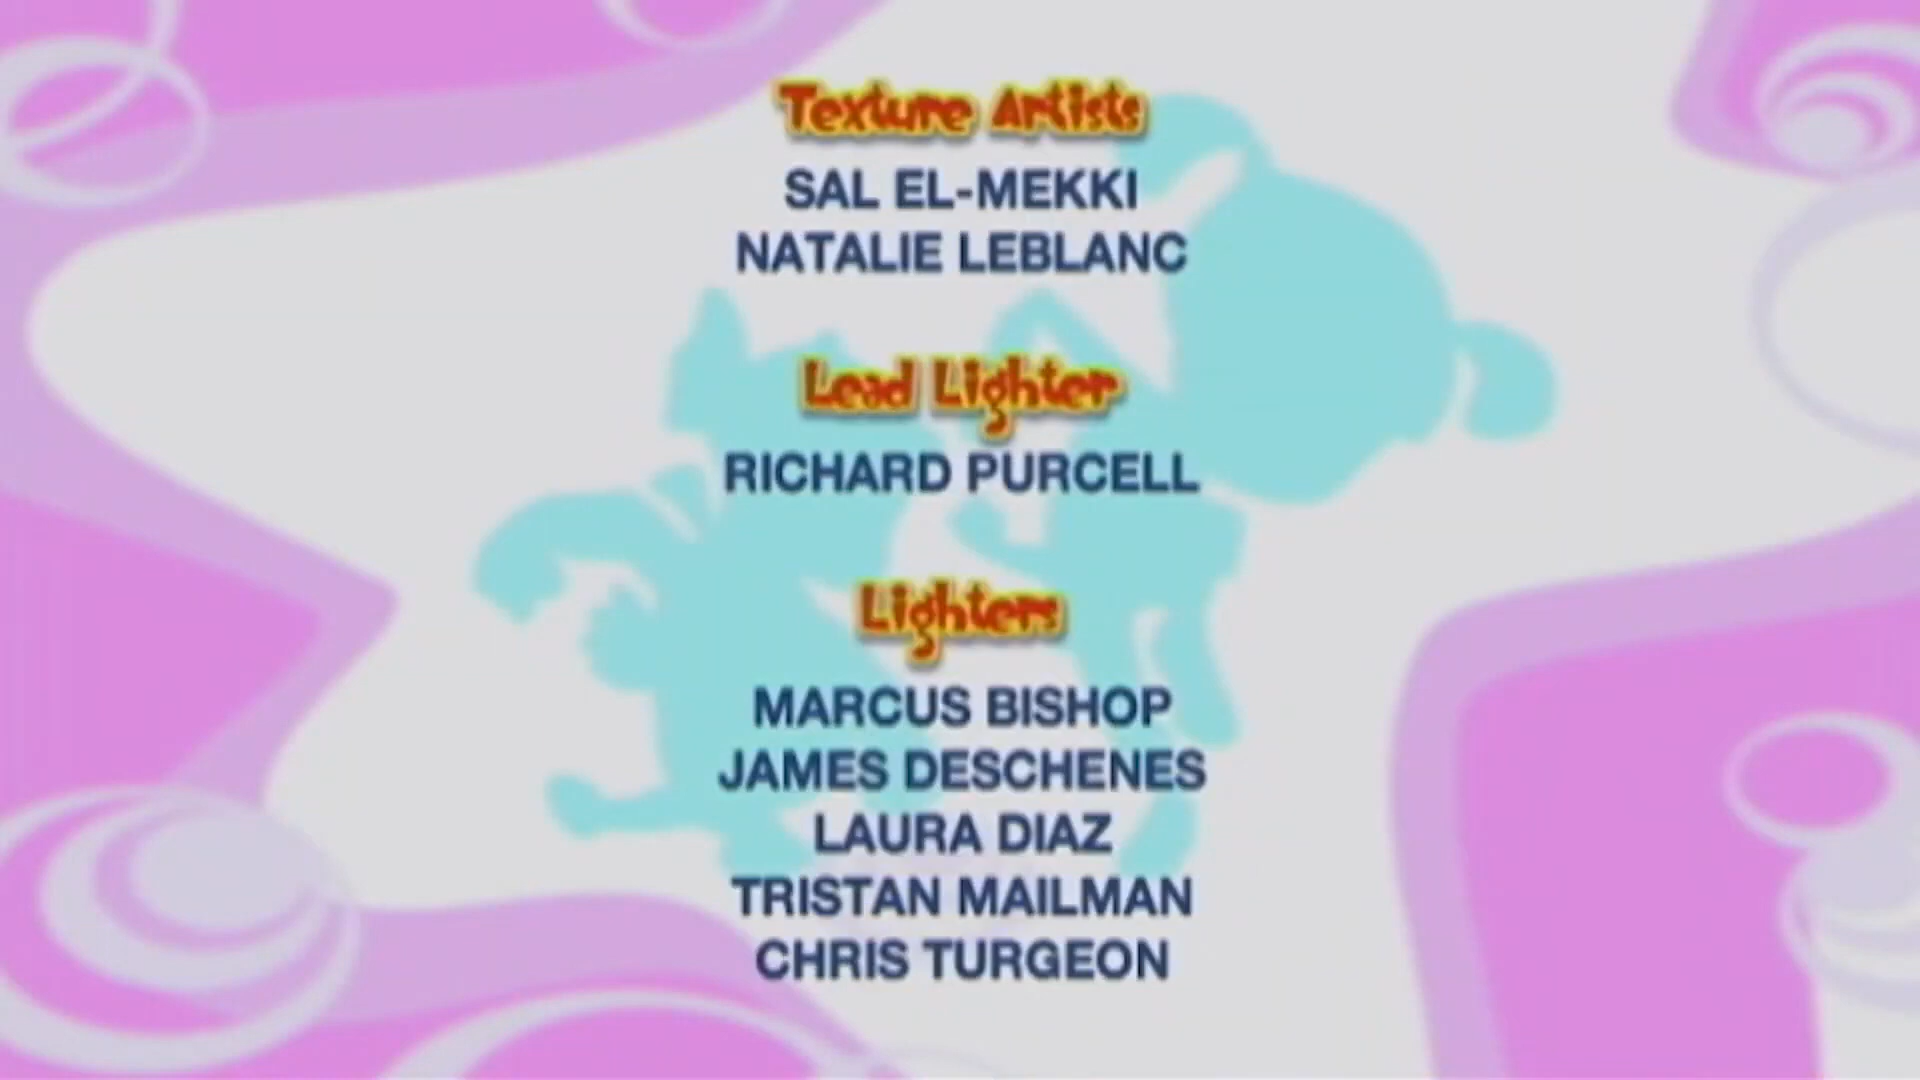 Texture Artists
SAL EL-MEKKI
NATALIE LEBLANC
Lead Lighter
RICHARD PURCELL
Lighters
MARCUS BISHOP
JAMES DESCHENES
LAURA DIAZ
TRISTAN MAILMAN
CHRIS TURGEON